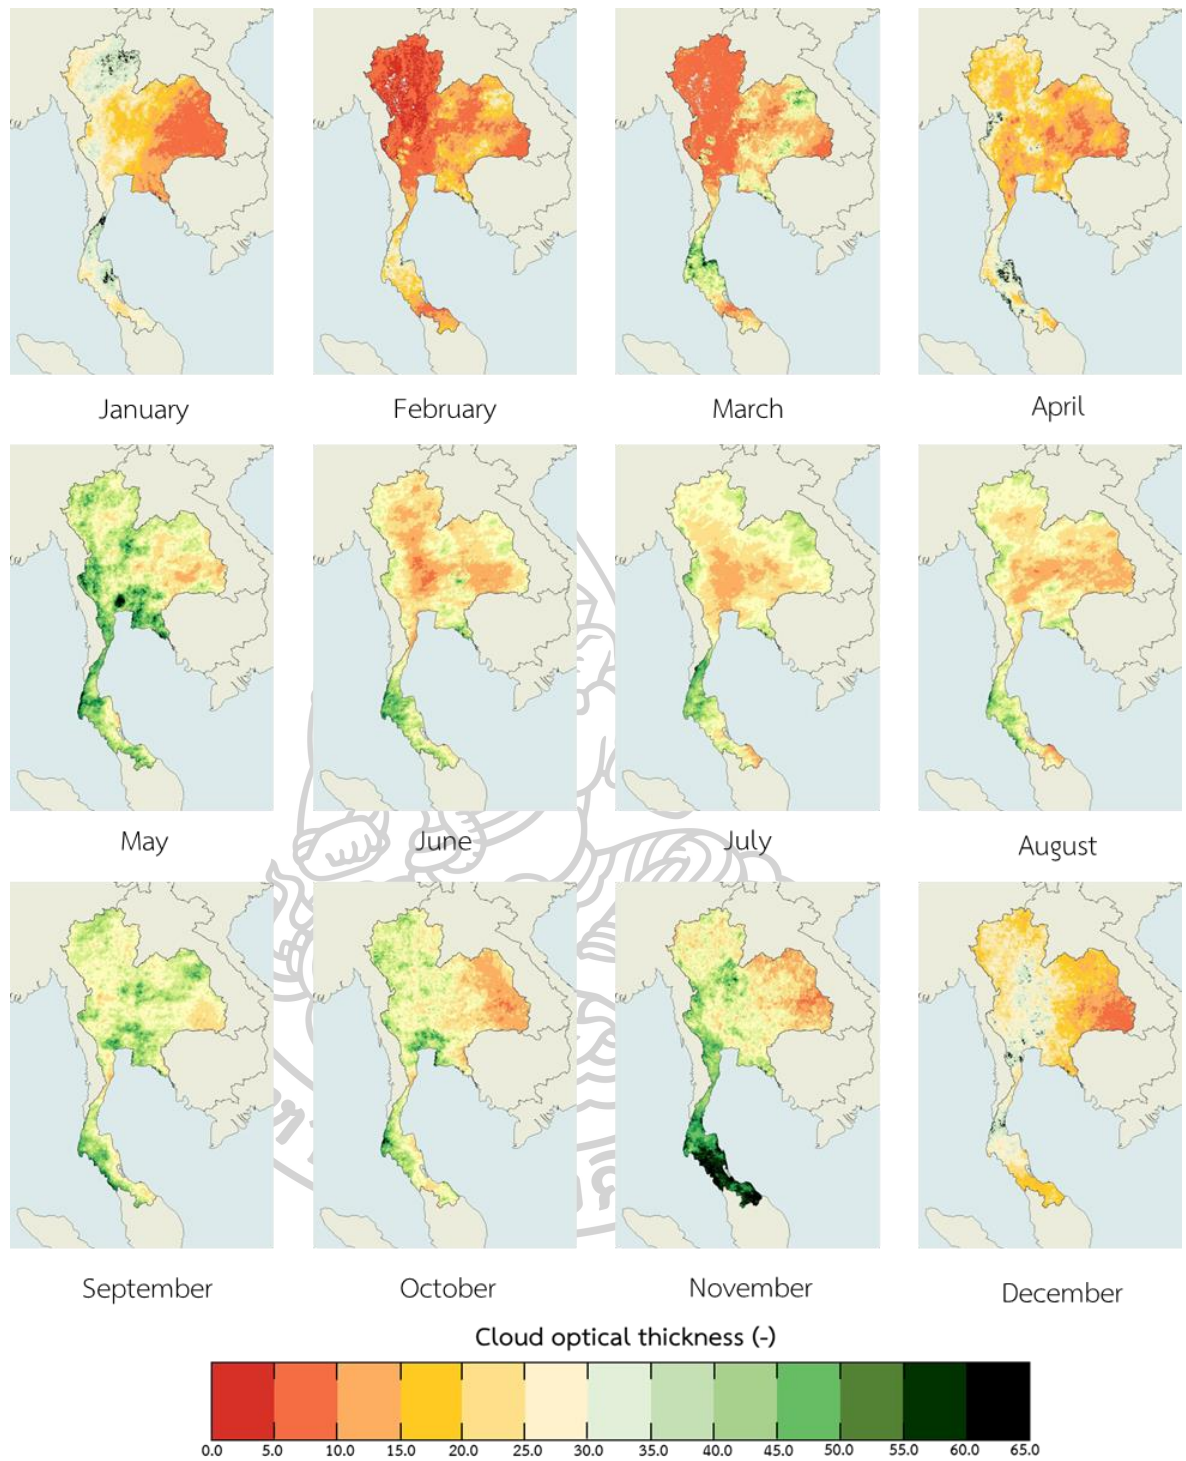 January February March April
May June July August
September October November December
Cloud optical thickness (-)
0.0 5.0 10.0 15.0 20.0 25.0 30.0 35.0 40.0 45.0 50.0 55.0 60.0 65.0